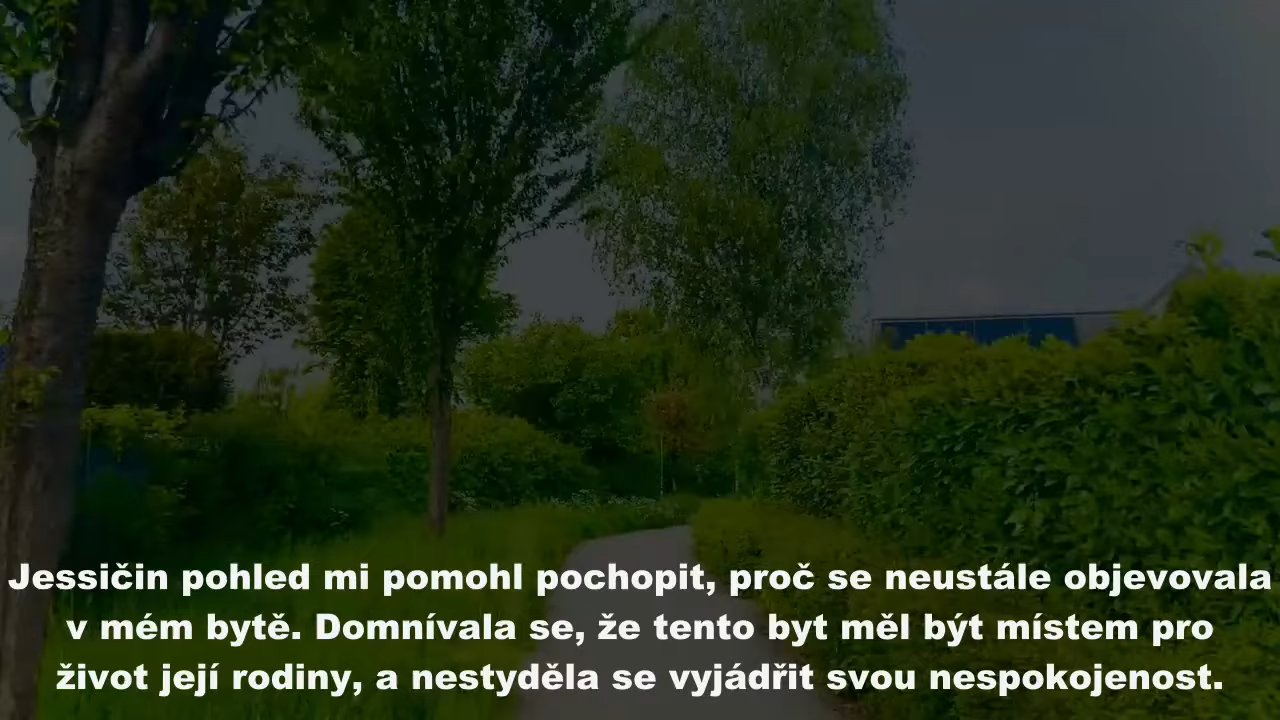 Jessičin pohled mi pomohl pochopit, proč se neustále objevovala
v mém bytě. Domnívala se, že tento byt měl být místem pro
život její rodiny, a nestyděla se vyjádřit svou nespokojenost.